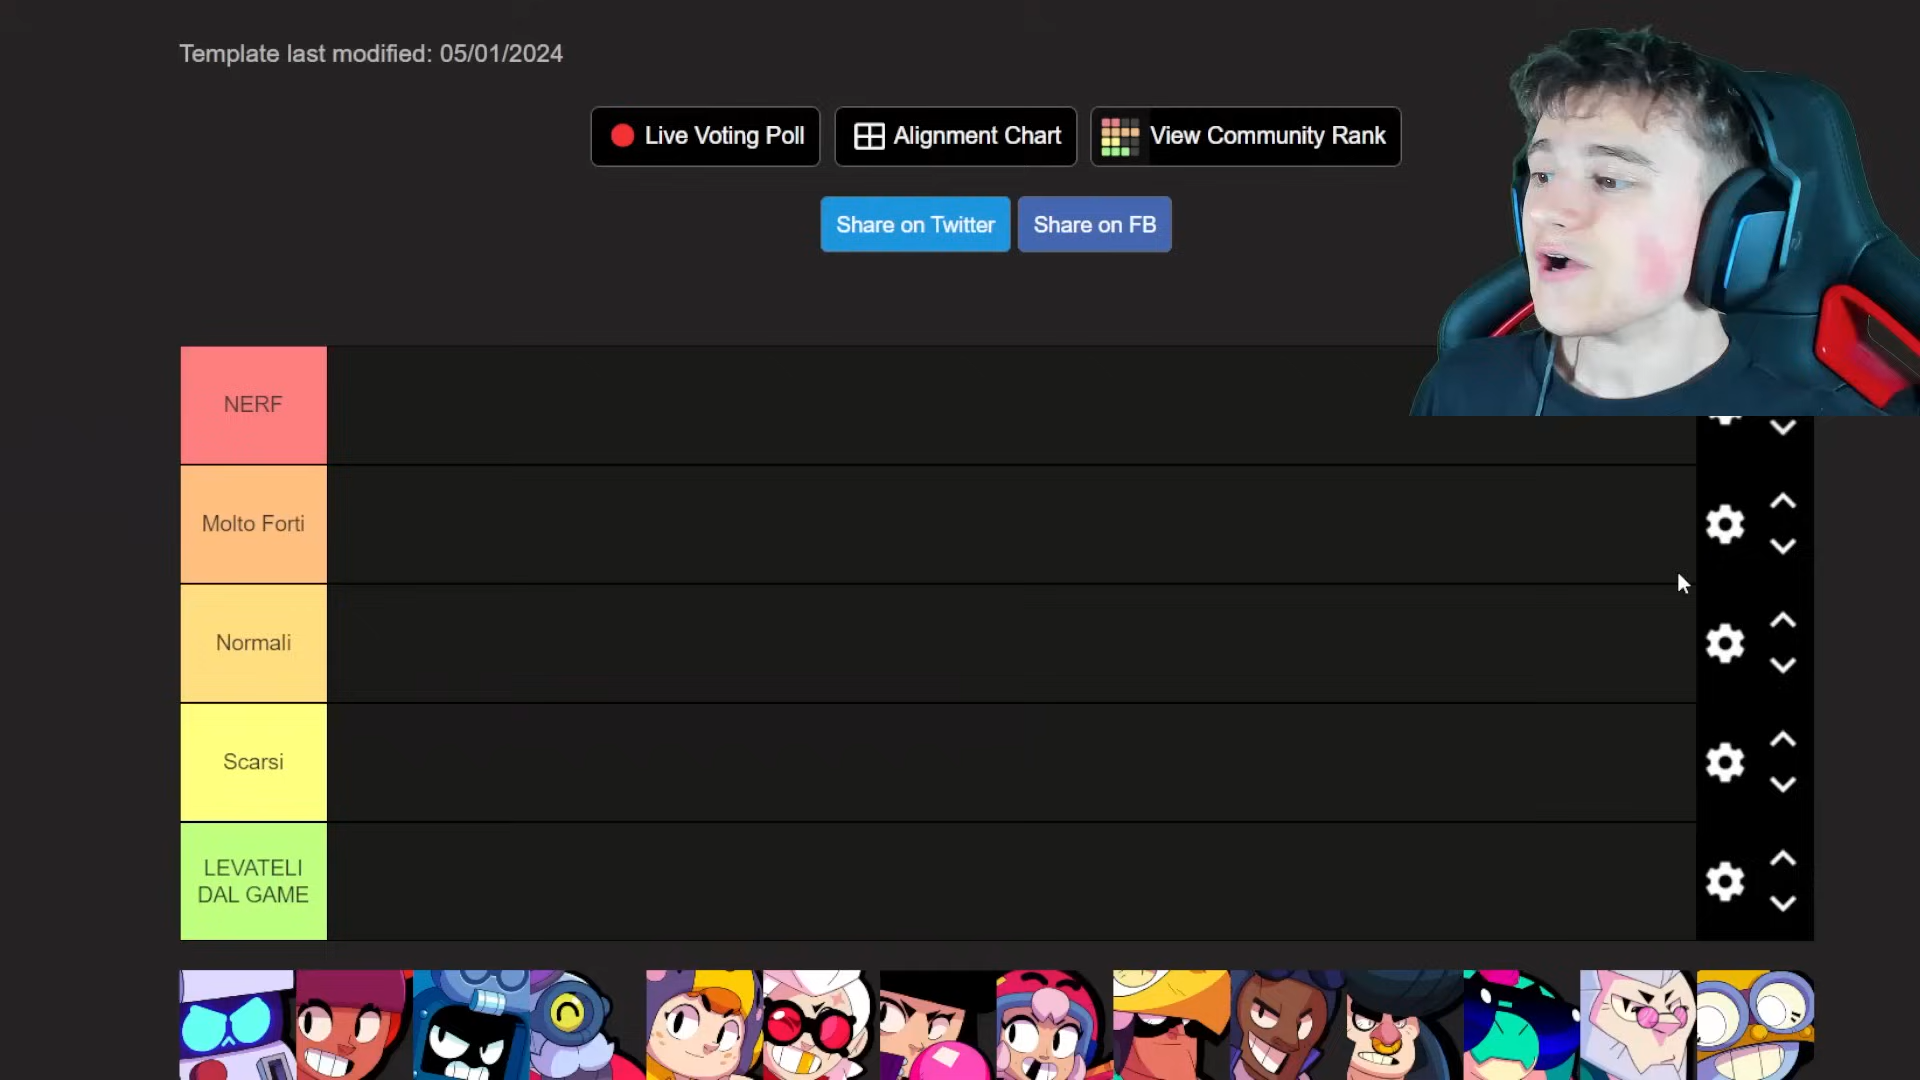 Template last modified: 05/01/2024
Live Voting Poll
Alignment Chart
View Community Rank
Share on Twitter
Share on FB
NERF
Molto Forti
Normali
Scarsi
LEVATELI
DAL GAME